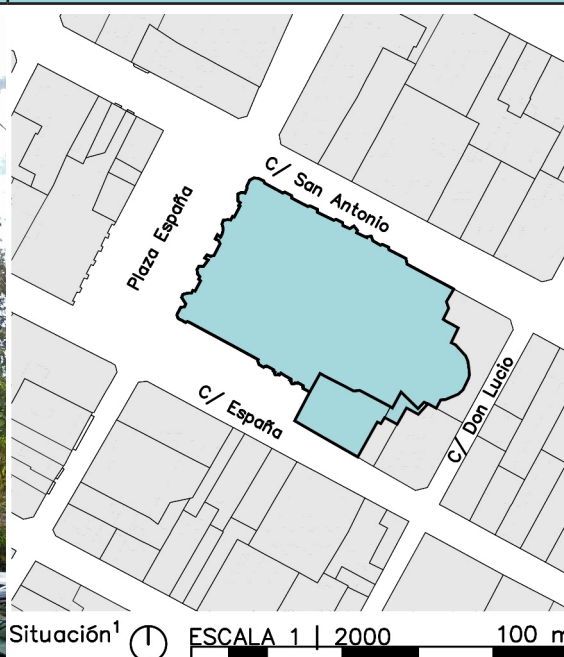 C/ San Antonio
Plaza España
C/ España
C/ Don Lucio
Situación¹ ESCALA 1 | 2000 100 m